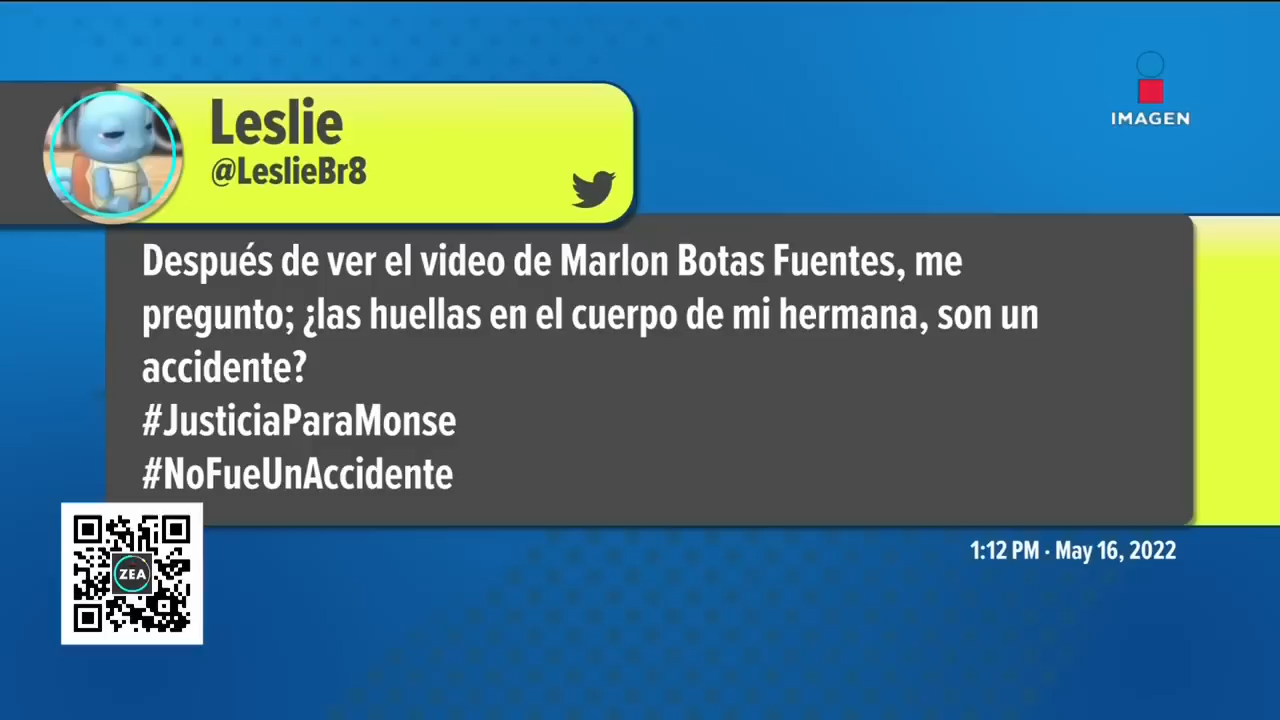 Leslie
@LeslieBr8
IMAGEN
Después de ver el video de Marlon Botas Fuentes, me
pregunto; ¿las huellas en el cuerpo de mi hermana, son un
accidente?
#JusticiaParaMonse
#NoFueUnAccidente
ZEA
1:12 PM · May 16, 2022